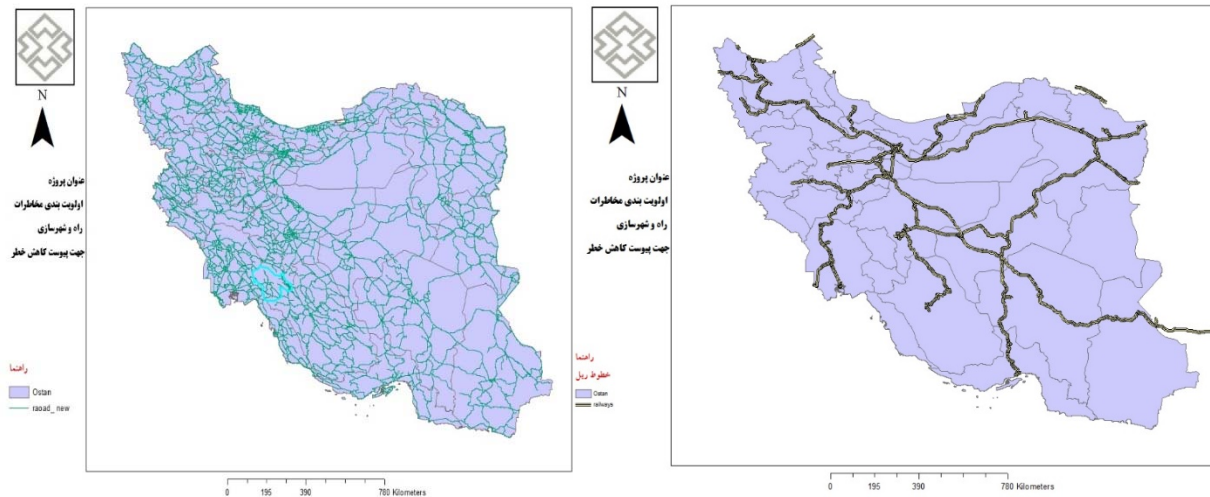 N
عنوان پروژه
اولویت بندی مخاطرات
راه و شهرسازی
جهت پیوست کاهش خطر
راهنما
Ostan
raoad_new
0 195 390 780 Kilometers
N
عنوان پروژه
اولویت بندی مخاطرات
راه و شهرسازی
جهت پیوست کاهش خطر
راهنما
خطوط ریل
Ostan
railways
0 195 390 780 Kilometers